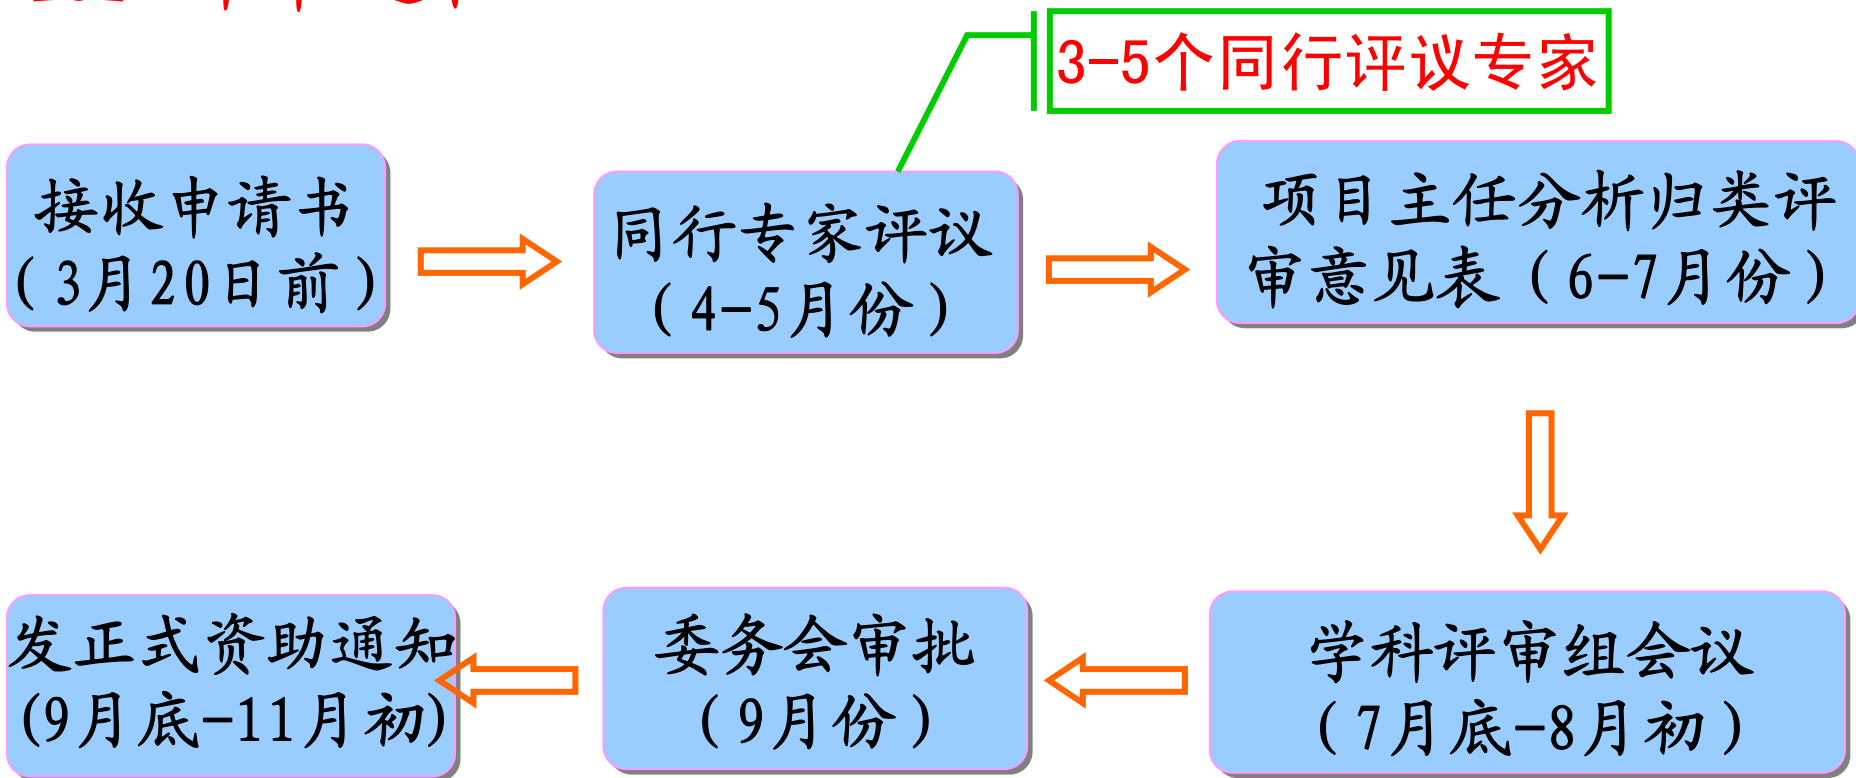 3-5个同行评议专家
接收申请书
(3月20日前)
同行专家评议
(4-5月份)
项目主任分析归类评
审意见表(6-7月份)
发正式资助通知
(9月底-11月初)
委务会审批
(9月份)
学科评审组会议
(7月底-8月初)